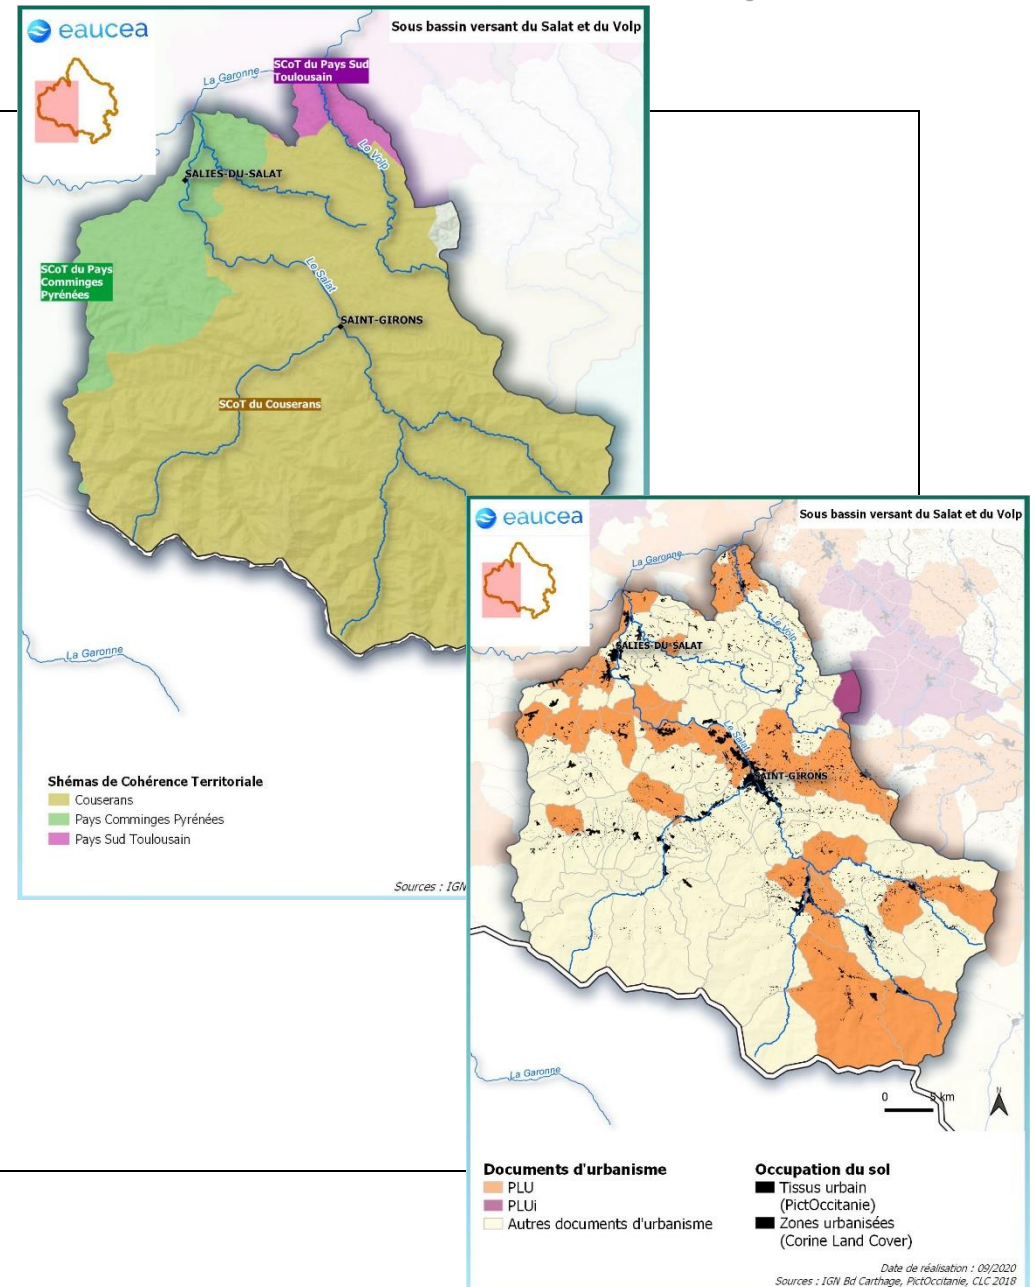 eaucea
Sous bassin versant du Salat et du Volp
La Garonne
SCoT du Pays Sud
Toulousain
Le Volp
SALIES-DU-SALAT
SCoT du Pays
Comminges
Pyrénées
Le Salat
SAINT-GIRONS
SCoT du Couserans
La Garonne
Shémas de Cohérence Territoriale
Couserans
Pays Comminges Pyrénées
Pays Sud Toulousain
Sources : IGN
eaucea
Sous bassin versant du Salat et du Volp
La Garonne
Le Volp
SALIES-DU-SALAT
Le Salat
SAINT-GIRONS
La Garonne
0 5 km
N
Documents d'urbanisme
PLU
PLUi
Autres documents d'urbanisme
Occupation du sol
Tissus urbain
(PictOccitanie)
Zones urbanisées
(Corine Land Cover)
Date de réalisation : 09/2020
Sources : IGN Bd Carthage, PictOccitanie, CLC 2018